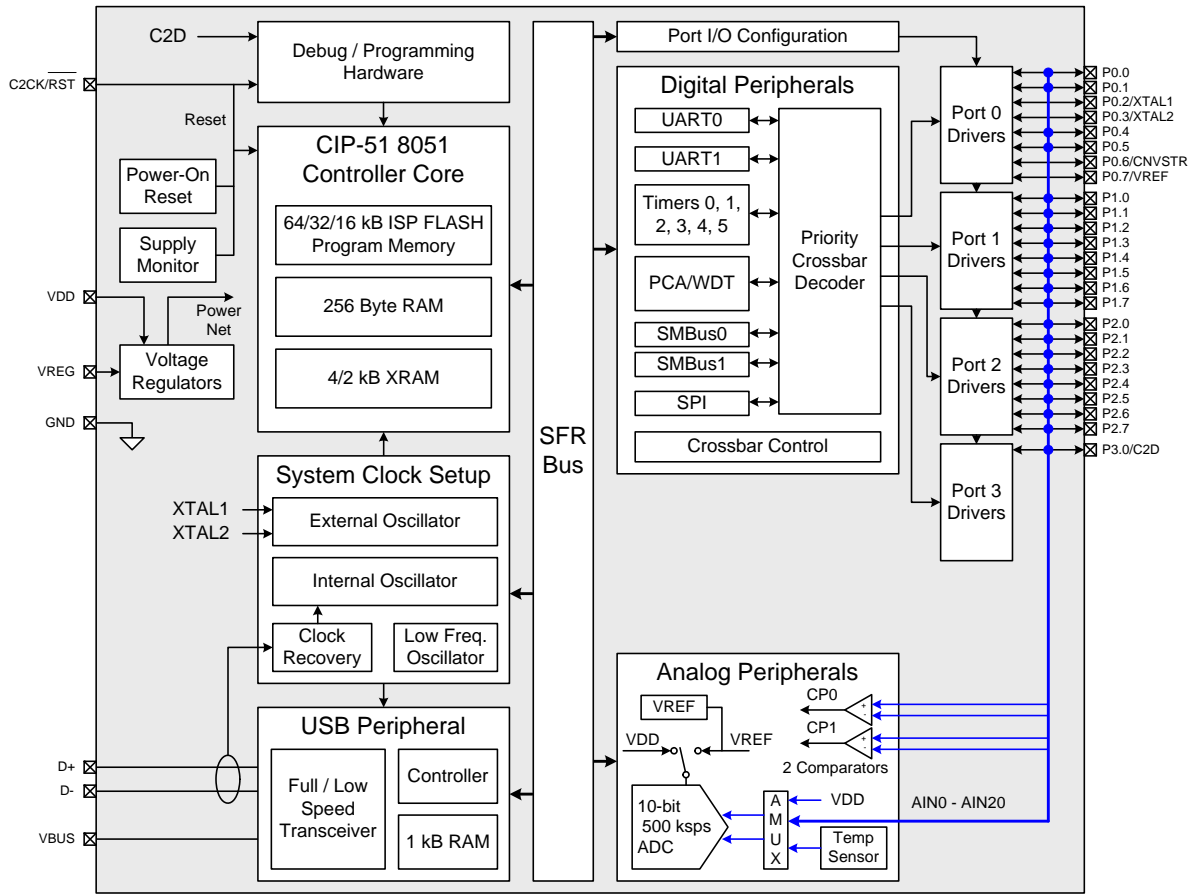 C2D
C2CK/RST
Debug / Programming
Hardware
Reset
Power-On
Reset
Supply
Monitor
VDD
Power
Net
VREG
Voltage
Regulators
GND
CIP-51 8051
Controller Core
64/32/16 kB ISP FLASH
Program Memory
256 Byte RAM
4/2 kB XRAM
System Clock Setup
XTAL1
XTAL2
External Oscillator
Internal Oscillator
Clock
Recovery
Low Freq.
Oscillator
USB Peripheral
D+
D-
VBUS
Full / Low
Speed
Transceiver
Controller
1 kB RAM
SFR
Bus
Port I/O Configuration
Digital Peripherals
UART0
UART1
Timers 0, 1,
2, 3, 4, 5
PCA/WDT
SMBus0
SMBus1
SPI
Priority
Crossbar
Decoder
Crossbar Control
Port 0
Drivers
Port 1
Drivers
Port 2
Drivers
Port 3
Drivers
P0.0
P0.1
P0.2/XTAL1
P0.3/XTAL2
P0.4
P0.5
P0.6/CNVSTR
P0.7/VREF
P1.0
P1.1
P1.2
P1.3
P1.4
P1.5
P1.6
P1.7
P2.0
P2.1
P2.2
P2.3
P2.4
P2.5
P2.6
P2.7
P3.0/C2D
Analog Peripherals
VREF
VDD
VREF
CP0
+
-
CP1
+
-
2 Comparators
10-bit
500 ksps
ADC
A
M
U
X
VDD
Temp
Sensor
AIN0 - AIN20